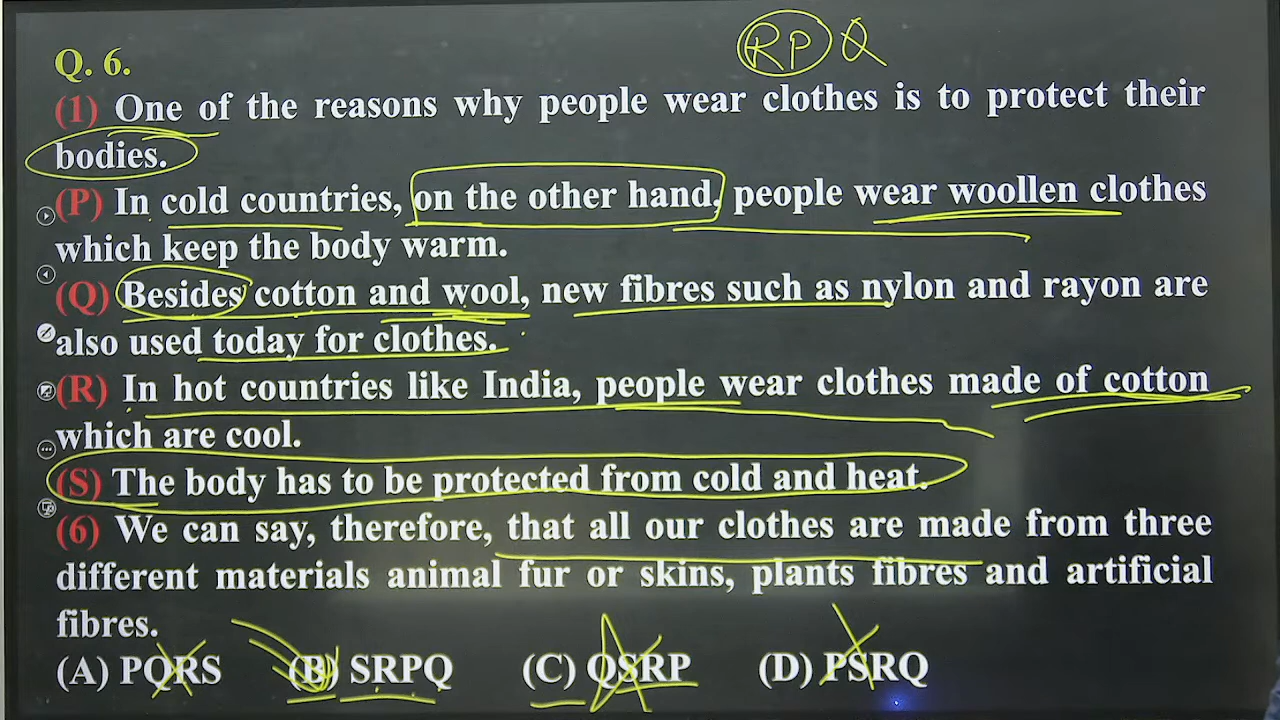 RP Q
Q. 6.
(1) One of the reasons why people wear clothes is to protect their
bodies.
(P) In cold countries, on the other hand, people wear woollen clothes
which keep the body warm.
(Q) Besides cotton and wool, new fibres such as nylon and rayon are
also used today for clothes.
(R) In hot countries like India, people wear clothes made of cotton
which are cool.
(S) The body has to be protected from cold and heat.
(6) We can say, therefore, that all our clothes are made from three
different materials animal fur or skins, plants fibres and artificial
fibres.
(A) PQRS (B) SRPQ (C) QSRP (D) PSRQ